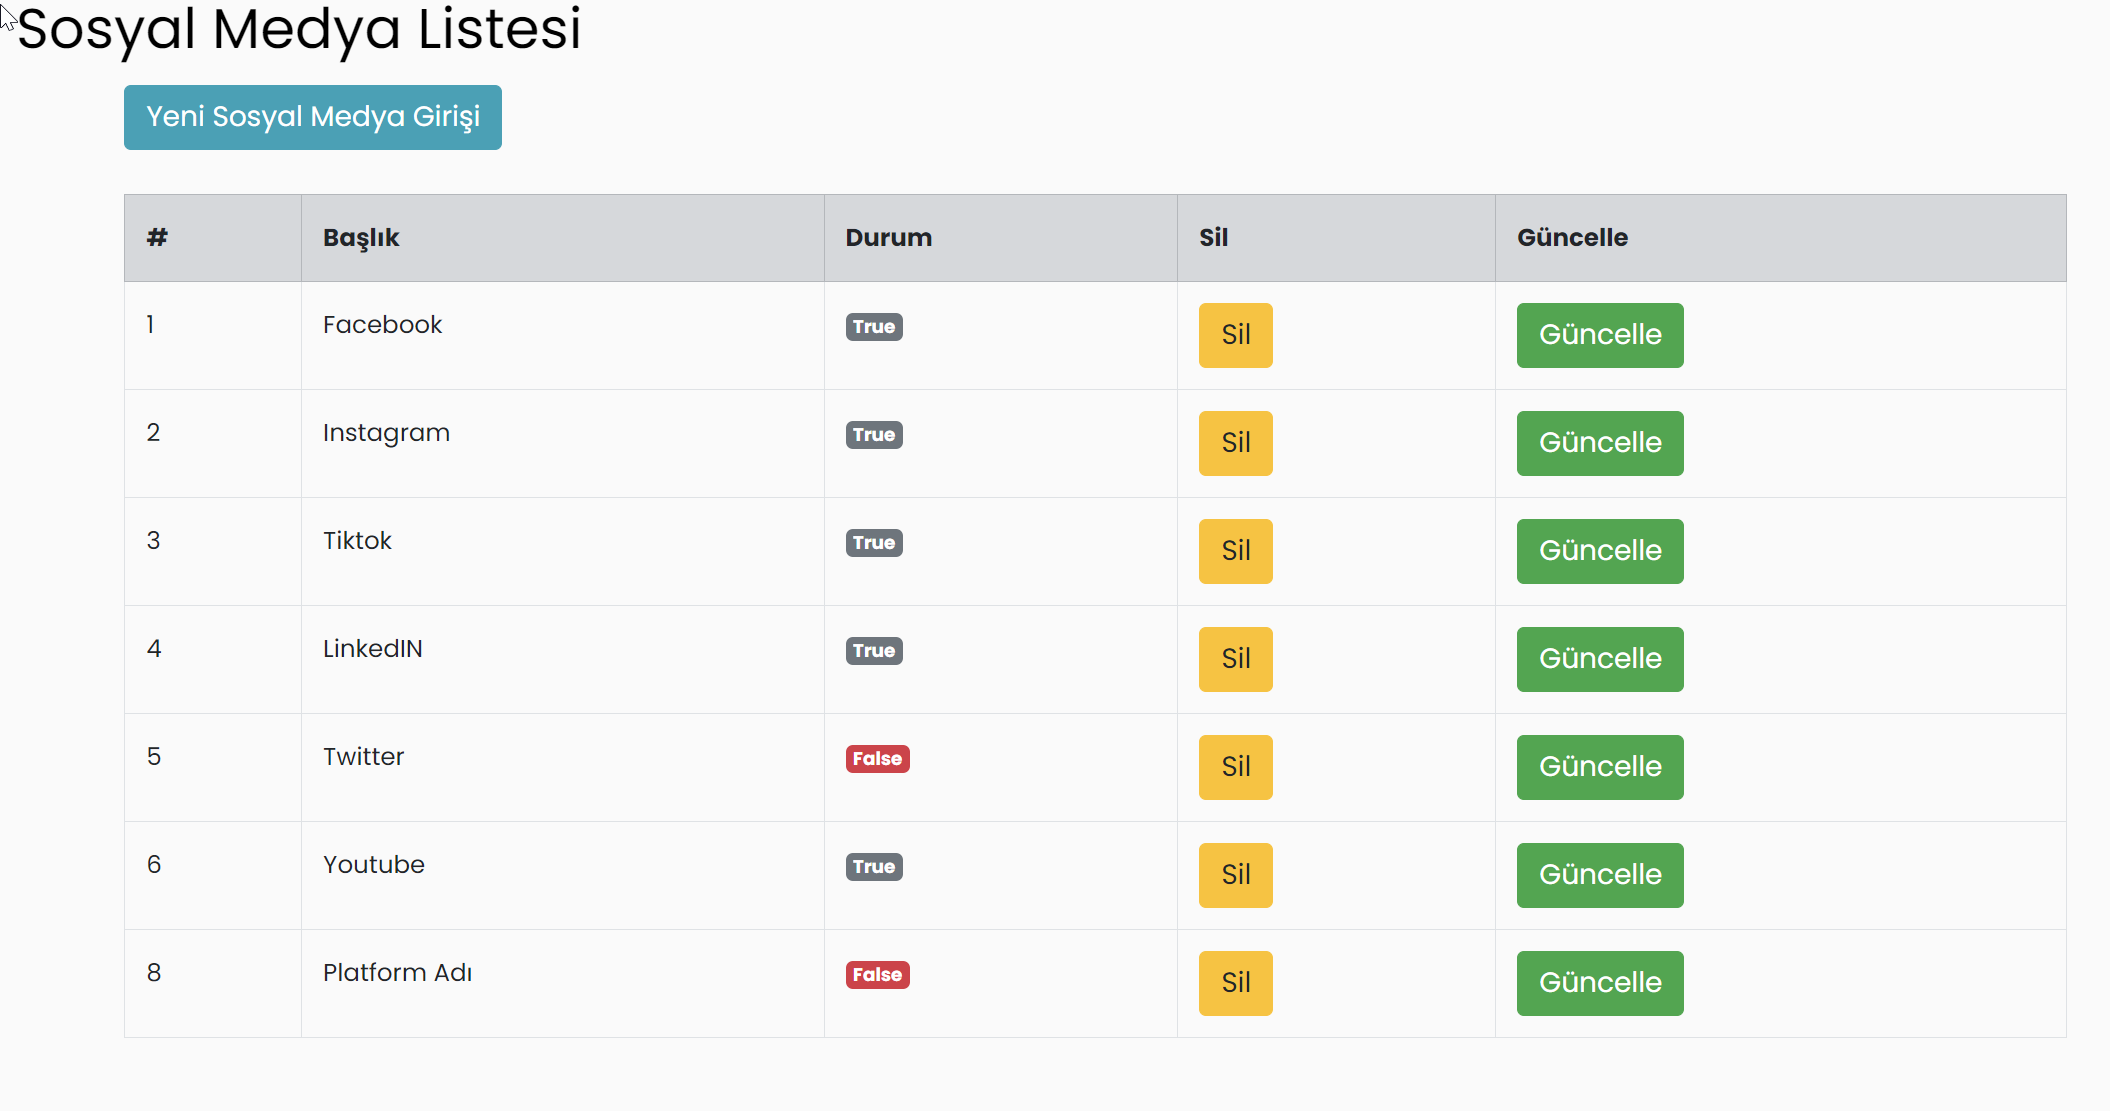 Sosyal Medya Listesi
Yeni Sosyal Medya Girişi
# Başlık Durum Sil Güncelle
1 Facebook True Sil Güncelle
2 Instagram True Sil Güncelle
3 Tiktok True Sil Güncelle
4 LinkedIN True Sil Güncelle
5 Twitter False Sil Güncelle
6 Youtube True Sil Güncelle
8 Platform Adı False Sil Güncelle